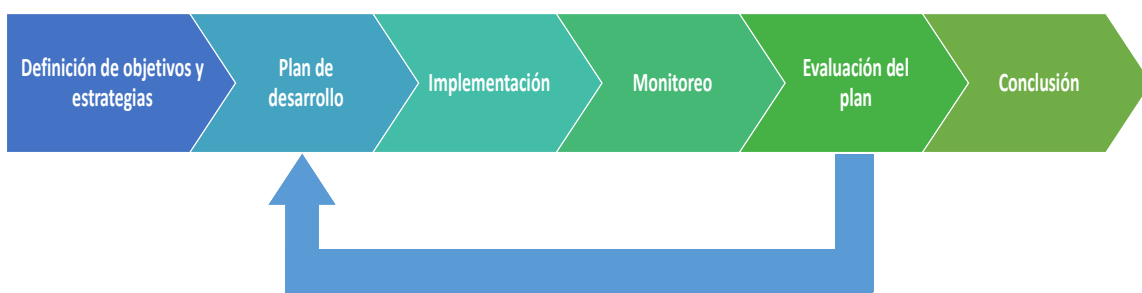 Definición de objetivos y
estrategias
Plan de
desarrollo
Implementación
Monitoreo
Evaluación del
plan
Conclusión